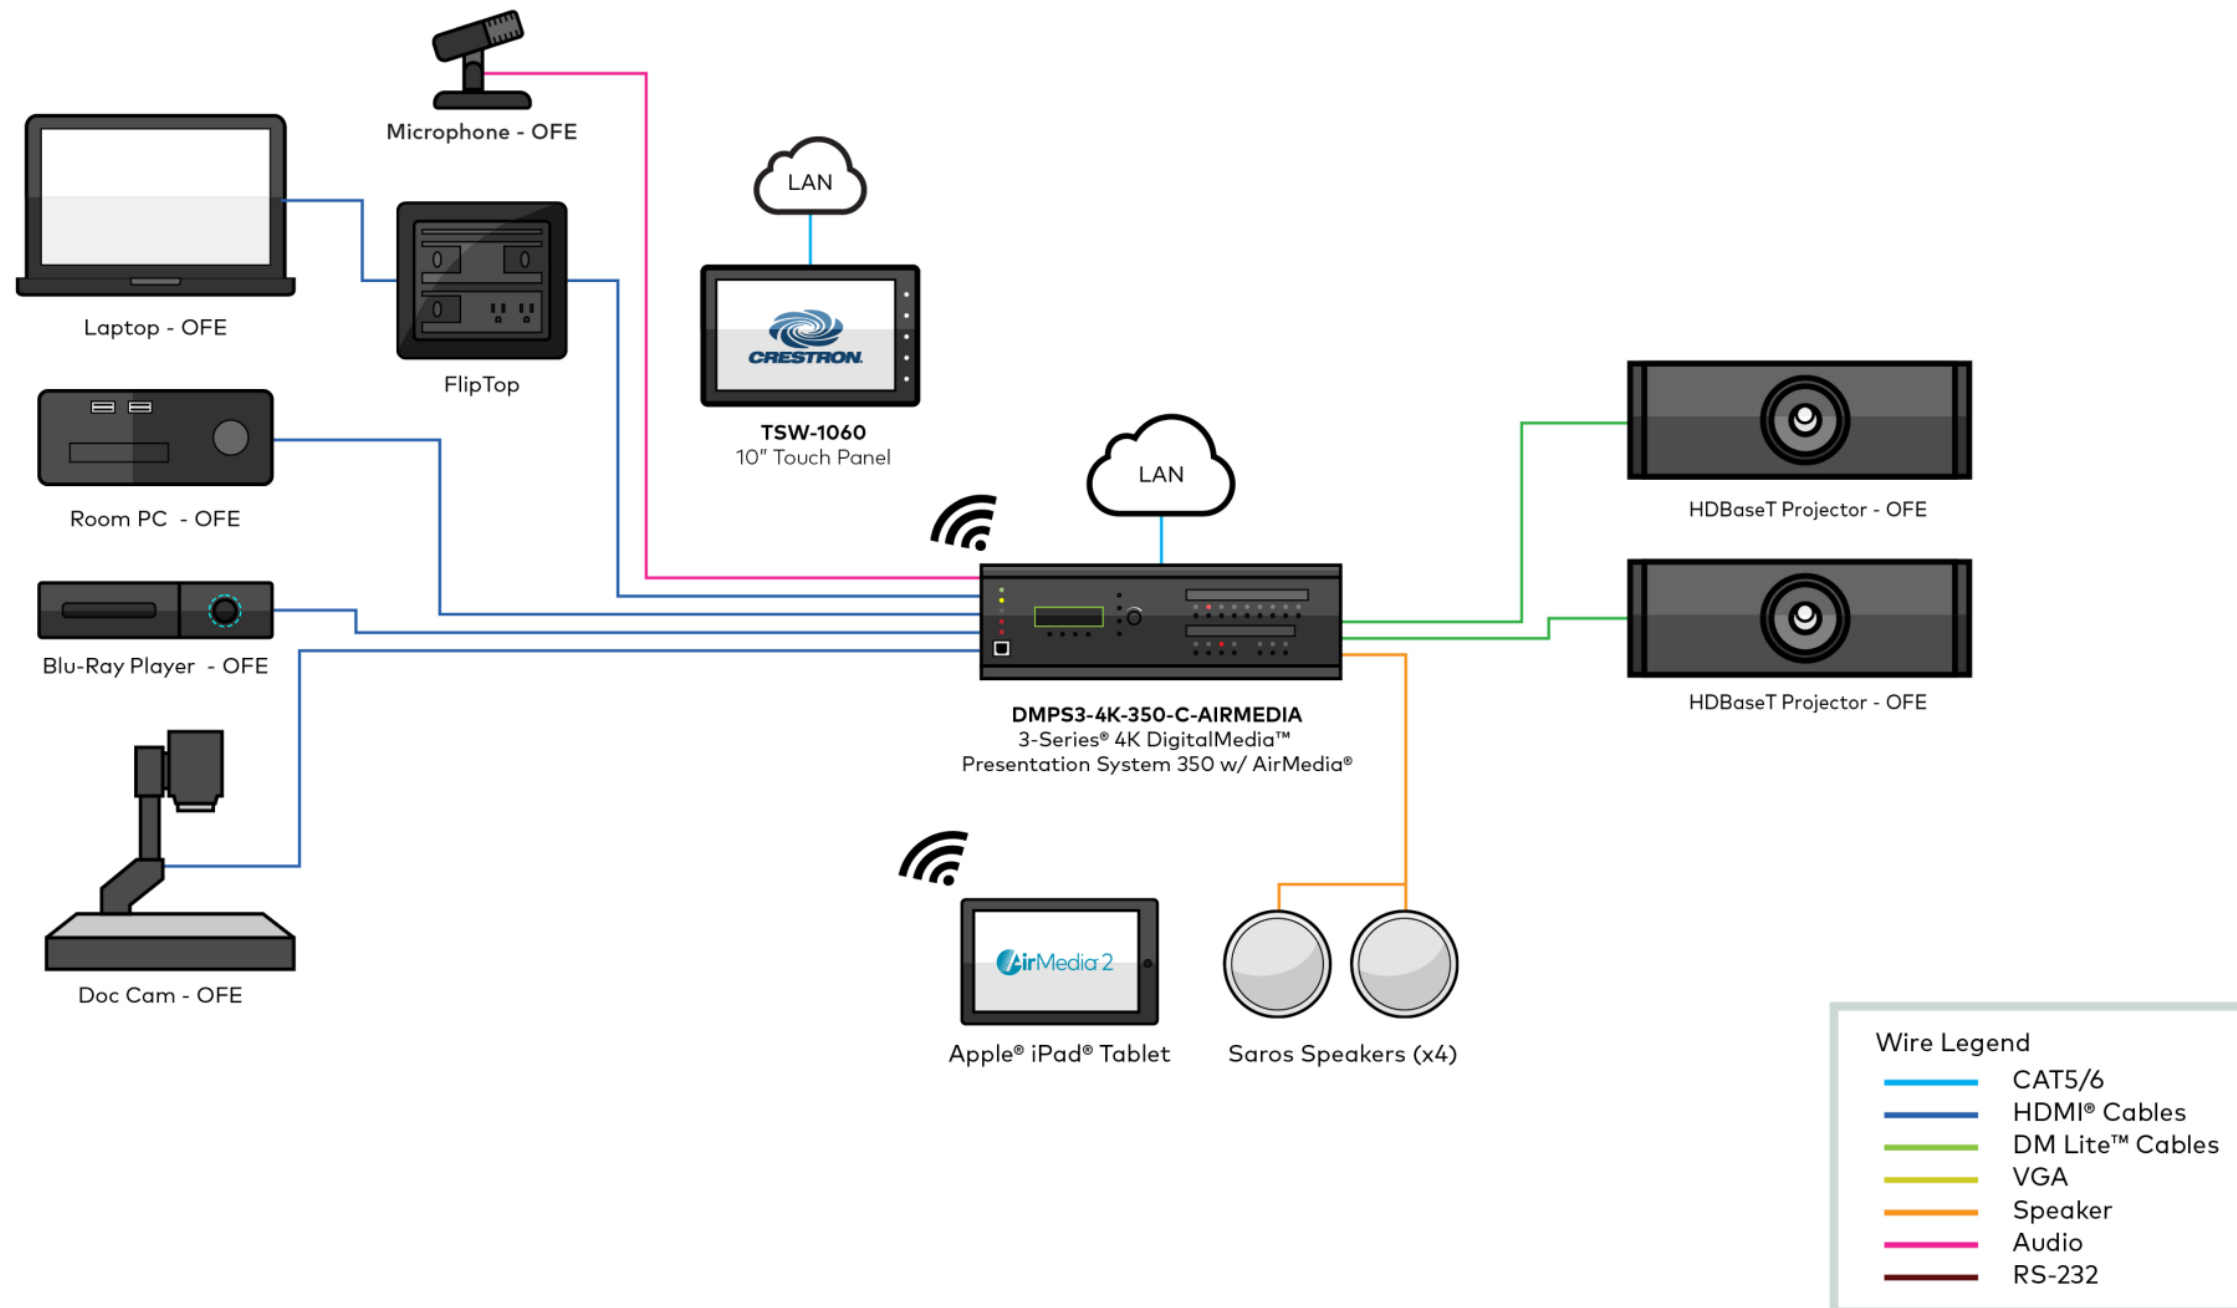 Microphone - OFE
LAN
Laptop - OFE
FlipTop
CRESTRON.
TSW-1060
10" Touch Panel
LAN
Room PC - OFE
HDBaseT Projector - OFE
Blu-Ray Player - OFE
HDBaseT Projector - OFE
DMPS3-4K-350-C-AIRMEDIA
3-Series® 4K DigitalMedia™
Presentation System 350 w/ AirMedia®
Doc Cam - OFE
AirMedia 2
Apple® iPad® Tablet
Saros Speakers (x4)
Wire Legend
CAT5/6
HDMI® Cables
DM Lite™ Cables
VGA
Speaker
Audio
RS-232